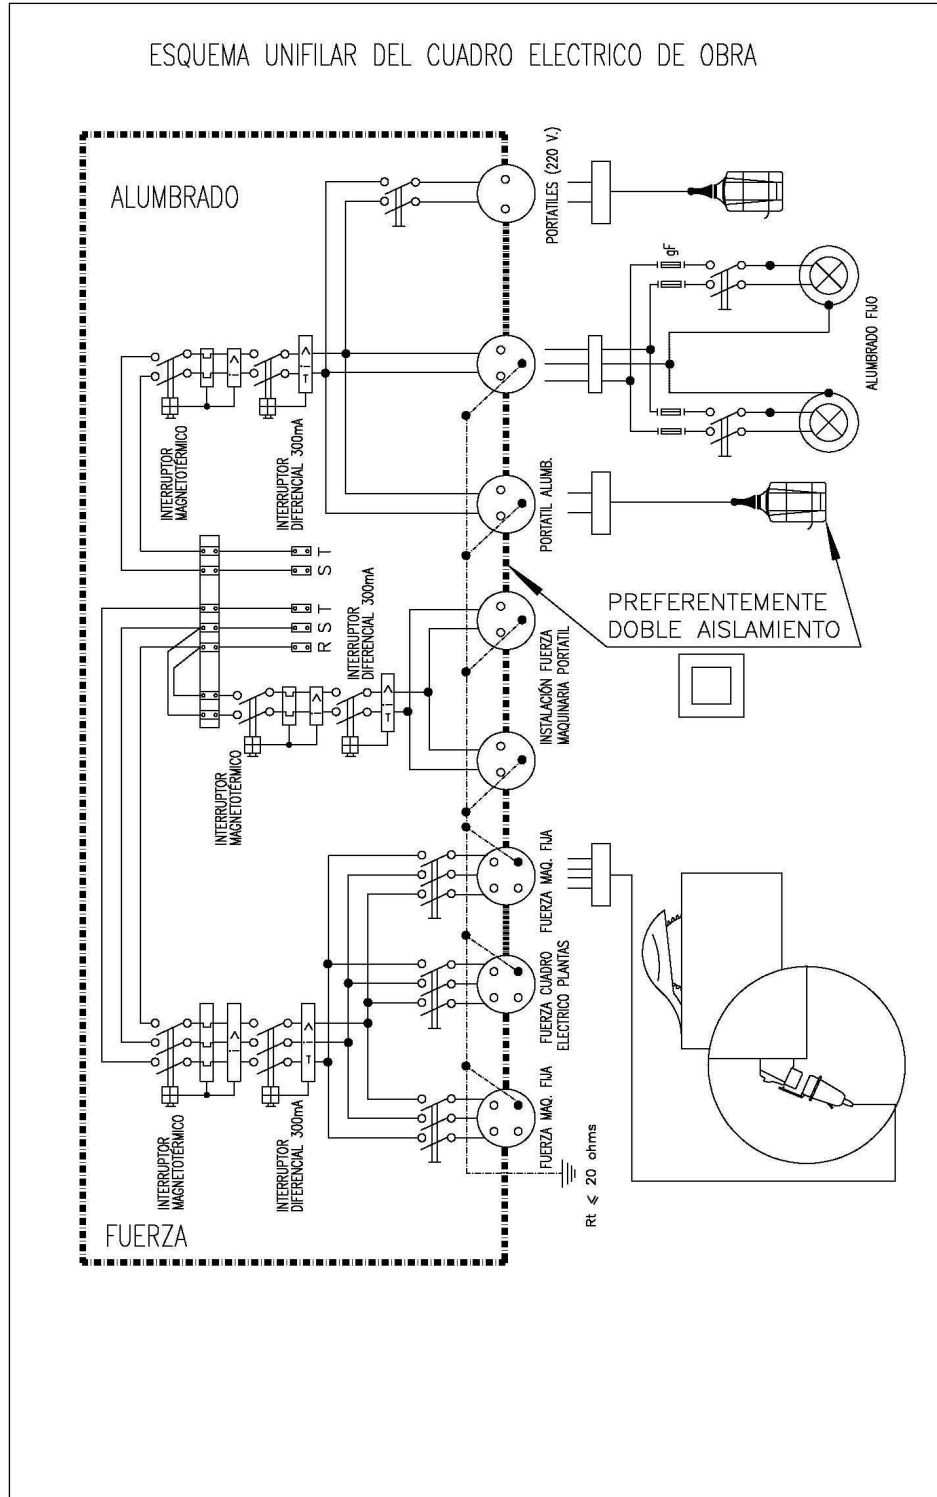 ESQUEMA UNIFILAR DEL CUADRO ELECTRICO DE OBRA
ALUMBRADO
PORTATILES (220 V.)
gF
ALUMBRADO FIJO
INTERRUPTOR
MAGNETOTÉRMICO
INTERRUPTOR
DIFERENCIAL 300mA
PORTATIL ALUMB.
T
S
T
S
R
INTERRUPTOR
DIFERENCIAL 300mA
PREFERENTEMENTE
DOBLE AISLAMIENTO
INSTALACIÓN FUERZA
MAQUINARIA PORTATIL
INTERRUPTOR
MAGNETOTÉRMICO
FUERZA MAQ. FIJA
FUERZA CUADRO
ELECTRICO PLANTAS
FUERZA MAQ. FIJA
INTERRUPTOR
MAGNETOTÉRMICO
INTERRUPTOR
DIFERENCIAL 300mA
Rt ≤ 20 ohms
FUERZA